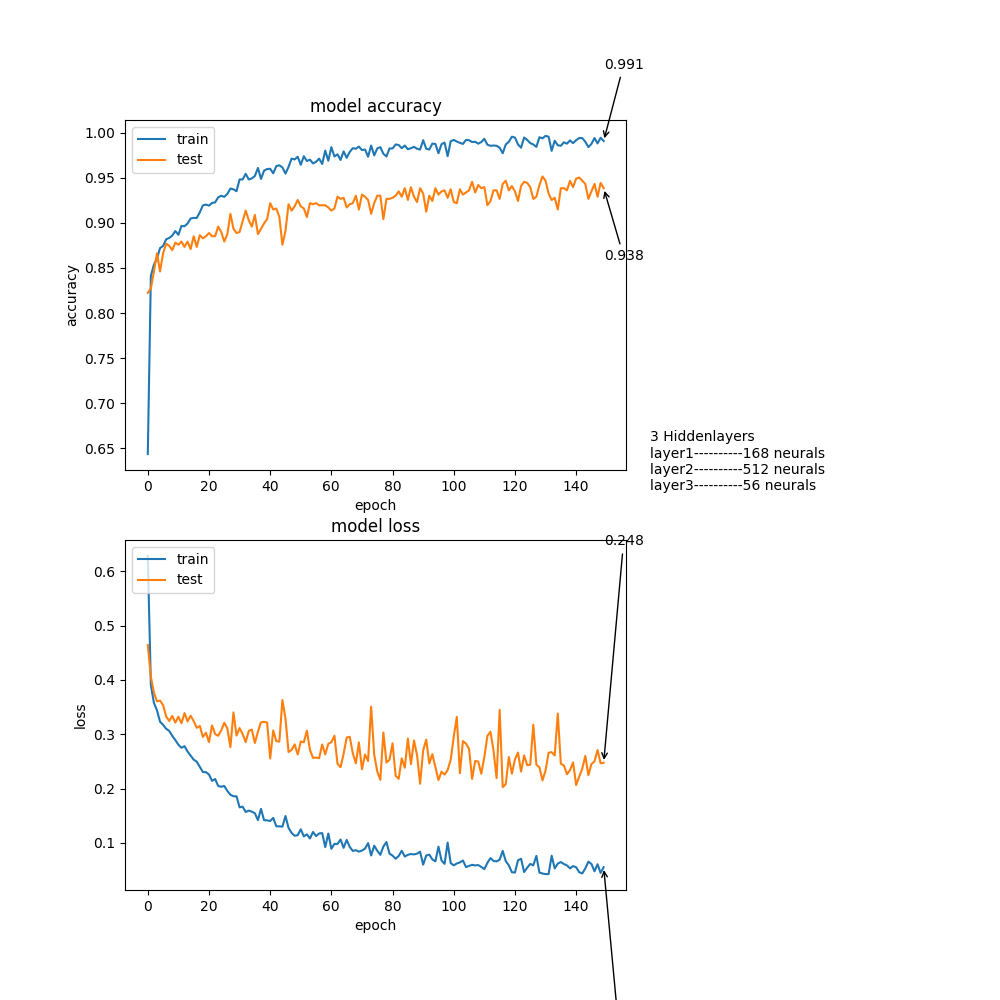 0.991
model accuracy
train
test
1.00
0.95
0.90
0.85
0.80
0.75
0.70
0.65
accuracy
0.938
0 20 40 60 80 100 120 140
epoch
3 Hiddenlayers
layer1----------168 neurals
layer2----------512 neurals
layer3----------56 neurals
model loss
0.248
train
test
0.6
0.5
0.4
0.3
0.2
0.1
loss
0 20 40 60 80 100 120 140
epoch